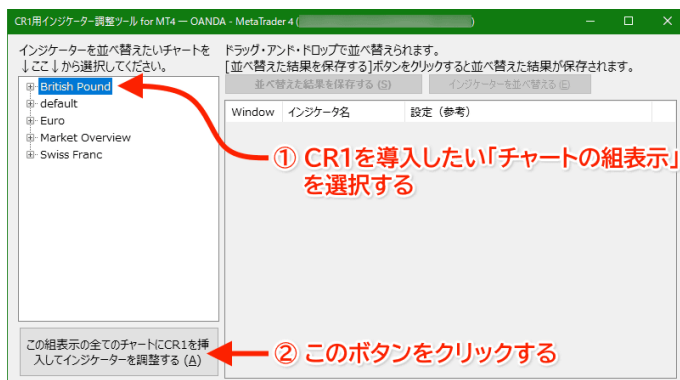 CR1用インジケーター調整ツール for MT4 — OANDA - MetaTrader 4 (                    )
インジケーターを並べ替えたいチャートを
↓ここ↓から選択してください。
British Pound
default
Euro
Market Overview
Swiss Franc
この組表示の全てのチャートにCR1を挿
入してインジケーターを調整する (A)
ドラッグ・アンド・ドロップで並べ替えられます。
[並べ替えた結果を保存する]ボタンをクリックすると並べ替えた結果が保存されます。
並べ替えた結果を保存する (S)
インジケーターを並べ替える (E)
Window インジケータ名 設定（参考）
① CR1を導入したい「チャートの組表示」
を選択する
② このボタンをクリックする